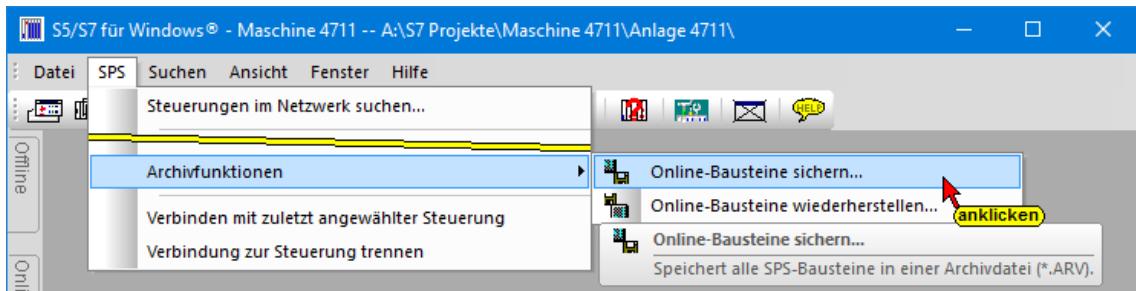 S5/S7 für Windows® - Maschine 4711 -- A:\S7 Projekte\Maschine 4711\Anlage 4711\
Datei SPS Suchen Ansicht Fenster Hilfe
HELP
Steuerungen im Netzwerk suchen...
Offline
Archivfunktionen
Online-Bausteine sichern...
Online-Bausteine wiederherstellen...
anklicken
Verbinden mit zuletzt angewählter Steuerung
Online-Bausteine sichern...
Verbindung zur Steuerung trennen
Speichert alle SPS-Bausteine in einer Archivdatei (*.ARV).